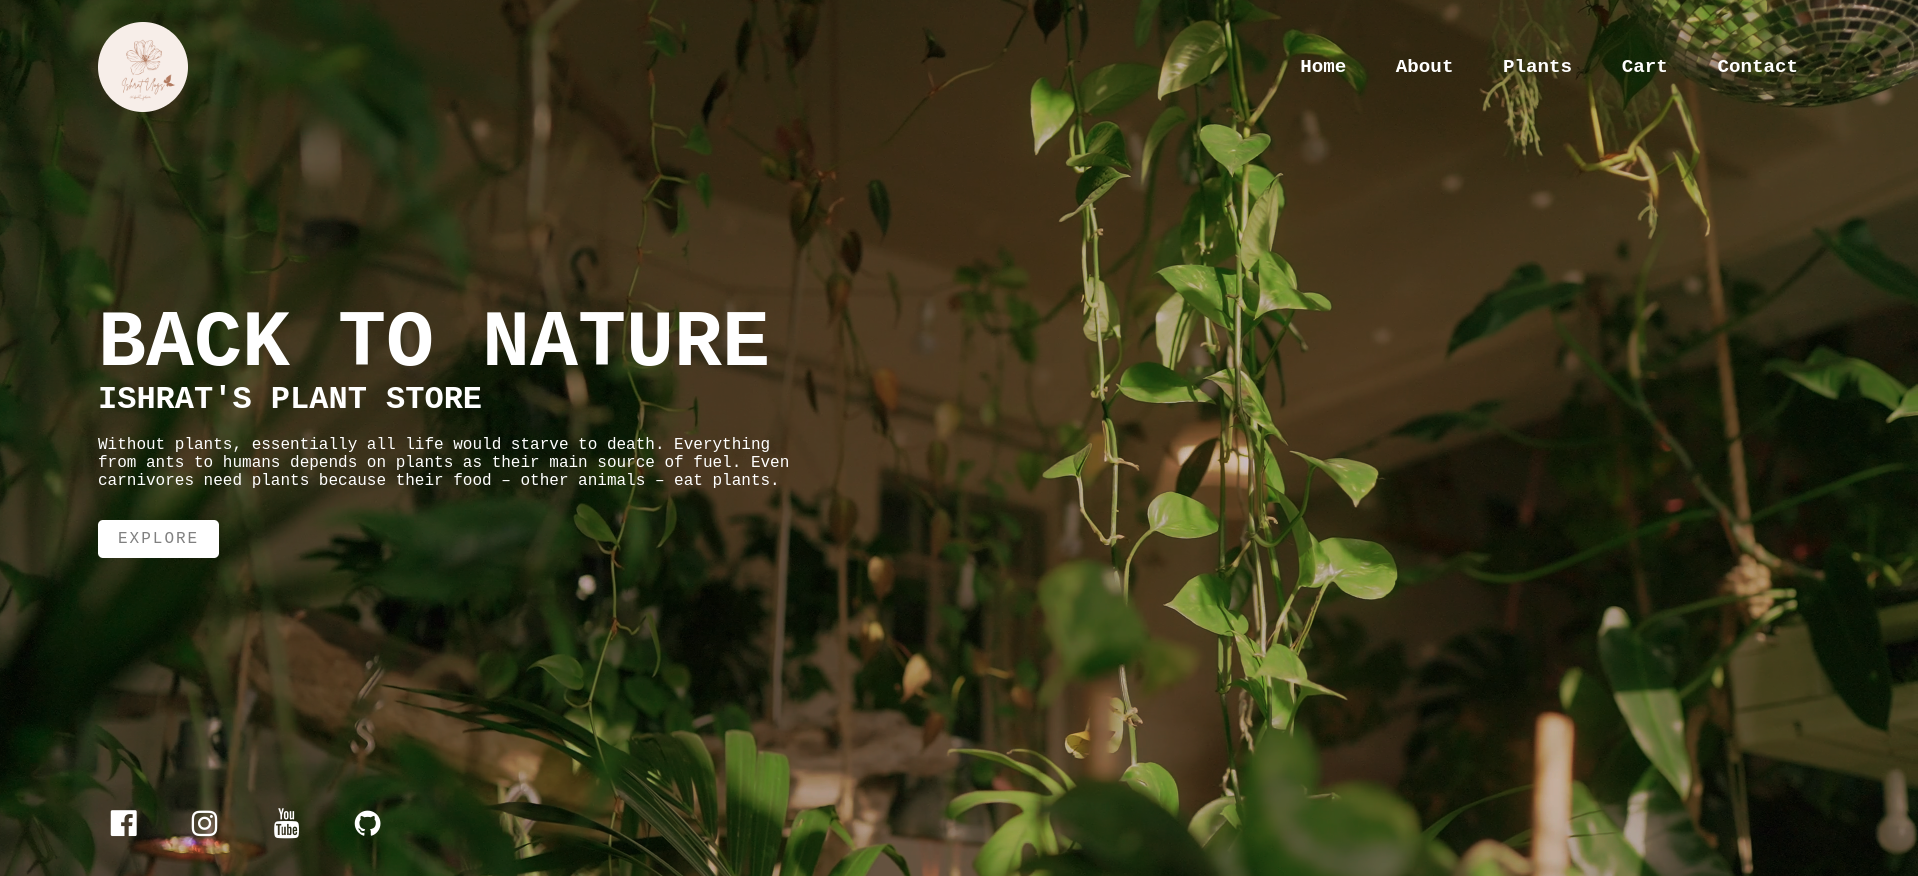 Ishrat Vlogs
Home About Plants Cart Contact
BACK TO NATURE
ISHRAT'S PLANT STORE
Without plants, essentially all life would starve to death. Everything
from ants to humans depends on plants as their main source of fuel. Even
carnivores need plants because their food – other animals – eat plants.
EXPLORE
You
Tube